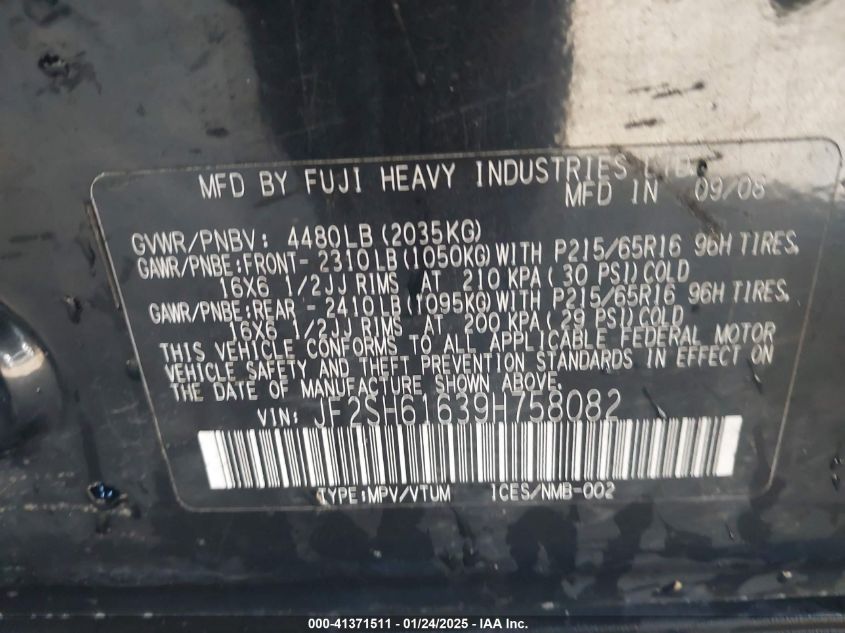 MFD BY FUJI HEAVY INDUSTRIES LTD.
MFD IN 09/08
GVWR/PNBV: 4480LB(2035KG)
GAWR/PNBE:FRONT- 2310LB(1050KG)WITH P215/65R16 96H TIRES,
16X6 1/2JJ RIMS AT 210 KPA(30 PSI)COLD
GAWR/PNBE:REAR - 2410LB(1095KG)WITH P215/65R16 96H TIRES,
16X6 1/2JJ RIMS AT 200 KPA(29 PSI)COLD
THIS VEHICLE CONFORMS TO ALL APPLICABLE FEDERAL MOTOR
VEHICLE SAFETY AND THEFT PREVENTION STANDARDS IN EFFECT ON
THE DATE OF MANUFACTURE SHOWN ABOVE.
VIN: JF2SH61639H758082
TYPE:MPV/VTUM ICES/NMB-002
000-41371511 - 01/24/2025 - IAA Inc.